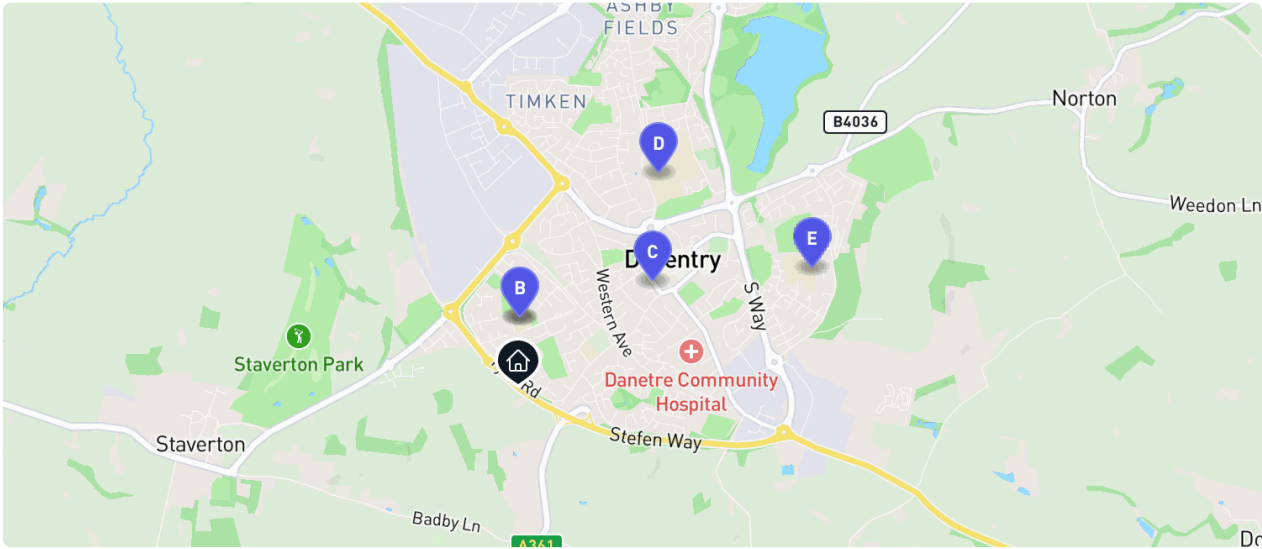 ASHBY
FIELDS
TIMKEN
Norton
B4036
D
Weedon Ln
E
C
B
Western Ave
S Way
Staverton Park
Danetre Community
Hospital
Rd
Stefen Way
Staverton
Badby Ln
A361